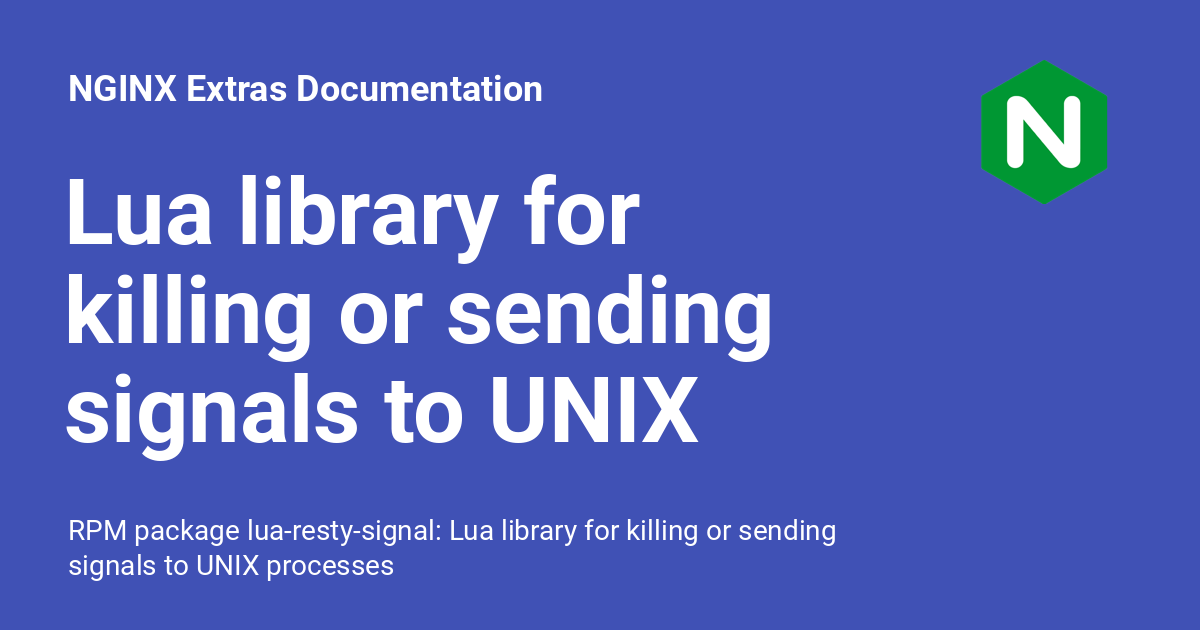 NGINX Extras Documentation
N
Lua library for
killing or sending
signals to UNIX
RPM package lua-resty-signal: Lua library for killing or sending
signals to UNIX processes